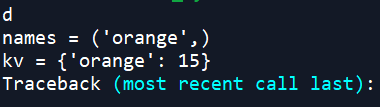 d
names = ('orange',)
kv = {'orange': 15}
Traceback (most recent call last):